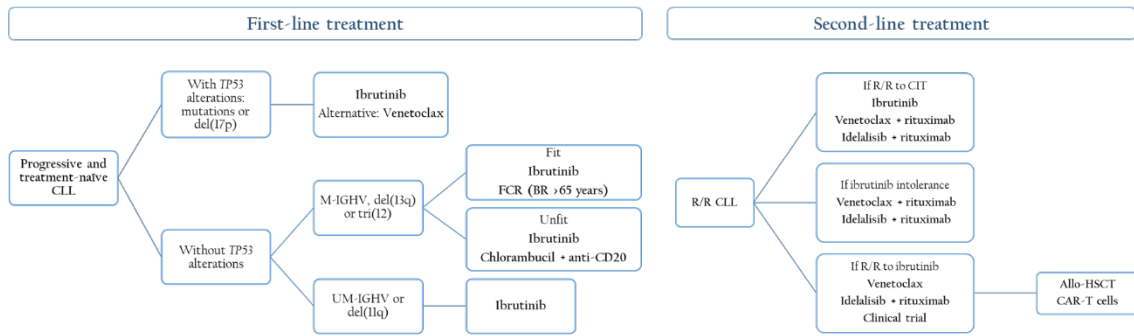 First-line treatment
With TP53
alterations:
mutations or
del(17p)
Ibrutinib
Alternative: Venetoclax
Progressive and
treatment-naïve
CLL
Without TP53
alterations
M-IGHV, del(13q)
or tri(12)
Fit
Ibrutinib
FCR (BR >65 years)
Unfit
Ibrutinib
Chlorambucil + anti-CD20
UM-IGHV or
del(11q)
Ibrutinib
Second-line treatment
R/R CLL
If R/R to CIT
Ibrutinib
Venetoclax + rituximab
Idelalisib + rituximab
If ibrutinib intolerance
Venetoclax + rituximab
Idelalisib + rituximab
If R/R to ibrutinib
Venetoclax
Idelalisib + rituximab
Clinical trial
Allo-HSCT
CAR-T cells